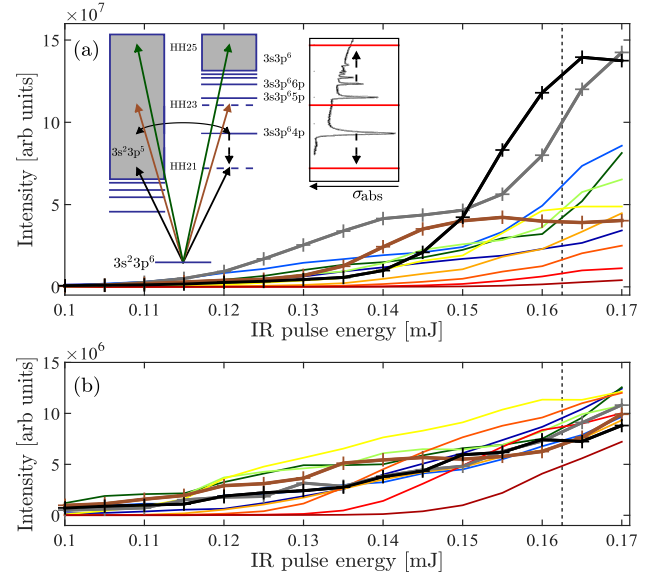 ×10⁷
(a)
15
10
5
0
Intensity [arb units]
HH25
3s3p⁶
3s3p⁶6p
3s3p⁶5p
HH23
3s3p⁶4p
3s²3p⁵
HH21
3s²3p⁶
σabs
0.1 0.11 0.12 0.13 0.14 0.15 0.16 0.17
IR pulse energy [mJ]
×10⁶
(b)
15
10
5
0
Intensity [arb units]
0.1 0.11 0.12 0.13 0.14 0.15 0.16 0.17
IR pulse energy [mJ]